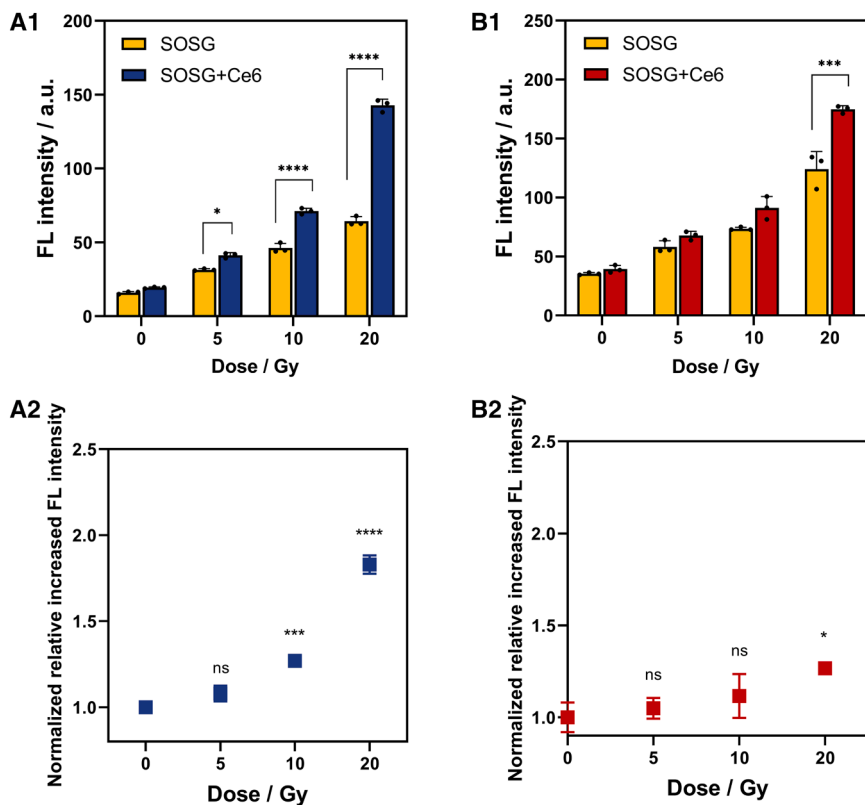 A1
FL intensity / a.u.
200
150
100
50
0
SOSG
SOSG+Ce6
*
****
****
0 5 10 20
Dose / Gy
B1
FL intensity / a.u.
250
200
150
100
50
0
SOSG
SOSG+Ce6
***
0 5 10 20
Dose / Gy
A2
Normalized relative increased FL intensity
2.5
2.0
1.5
1.0
ns
***
****
0 5 10 20
Dose / Gy
B2
Normalized relative increased FL intensity
2.5
2.0
1.5
1.0
ns
ns
*
0 5 10 20
Dose / Gy